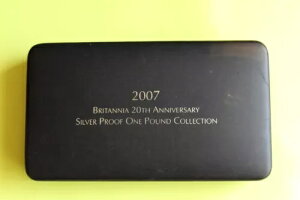 2007
BRITANNIA 20TH ANNIVERSARY
SILVER PROOF ONE POUND COLLECTION